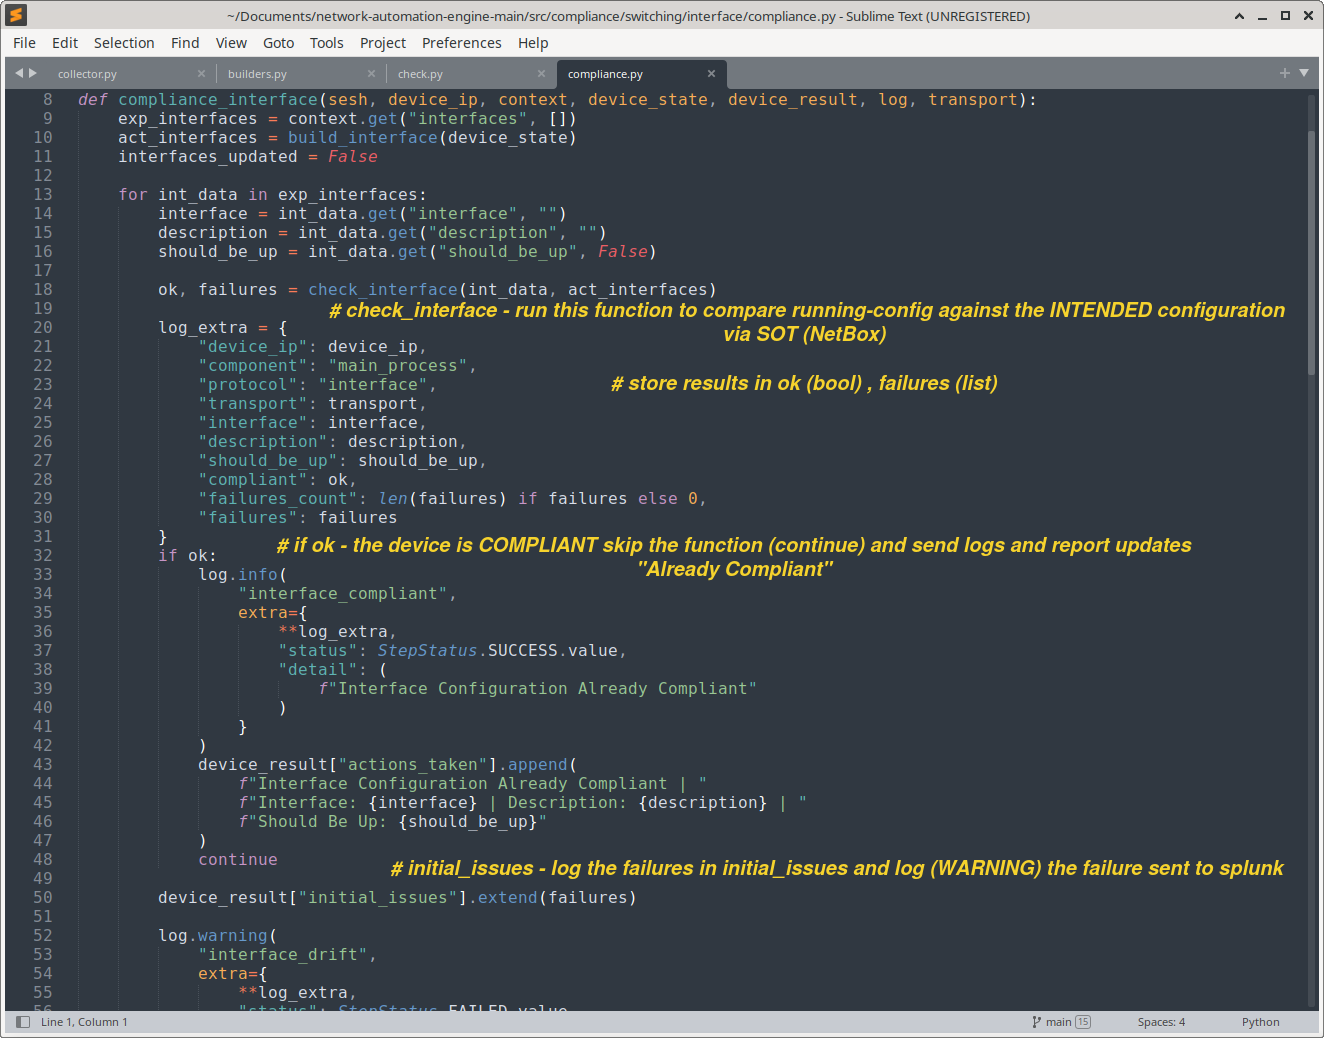 ~/Documents/network-automation-engine-main/src/compliance/switching/interface/compliance.py - Sublime Text (UNREGISTERED)
File Edit Selection Find View Goto Tools Project Preferences Help
collector.py builders.py check.py compliance.py
8 def compliance_interface(sesh, device_ip, context, device_state, device_result, log, transport):
9     exp_interfaces = context.get("interfaces", [])
10     act_interfaces = build_interface(device_state)
11     interfaces_updated = False
12
13     for int_data in exp_interfaces:
14         interface = int_data.get("interface", "")
15         description = int_data.get("description", "")
16         should_be_up = int_data.get("should_be_up", False)
17
18         ok, failures = check_interface(int_data, act_interfaces)
19
# check_interface - run this function to compare running-config against the INTENDED configuration
via SOT (NetBox)
20         log_extra = {
21             "device_ip": device_ip,
22             "component": "main_process",
23             "protocol": "interface",
# store results in ok (bool) , failures (list)
24             "transport": transport,
25             "interface": interface,
26             "description": description,
27             "should_be_up": should_be_up,
28             "compliant": ok,
29             "failures_count": len(failures) if failures else 0,
30             "failures": failures
31         }
# if ok - the device is COMPLIANT skip the function (continue) and send logs and report updates
"Already Compliant"
32         if ok:
33             log.info(
34                 "interface_compliant",
35                 extra={
36                     **log_extra,
37                     "status": StepStatus.SUCCESS.value,
38                     "detail": (
39                         f"Interface Configuration Already Compliant"
40                     )
41                 }
42             )
43             device_result["actions_taken"].append(
44                 f"Interface Configuration Already Compliant | "
45                 f"Interface: {interface} | Description: {description} | "
46                 f"Should Be Up: {should_be_up}"
47             )
48             continue
# initial_issues - log the failures in initial_issues and log (WARNING) the failure sent to splunk
49
50         device_result["initial_issues"].extend(failures)
51
52         log.warning(
53             "interface_drift",
54             extra={
55                 **log_extra,
56                 "status": StepStatus.FAILED.value
Line 1, Column 1 main 15 Spaces: 4 Python